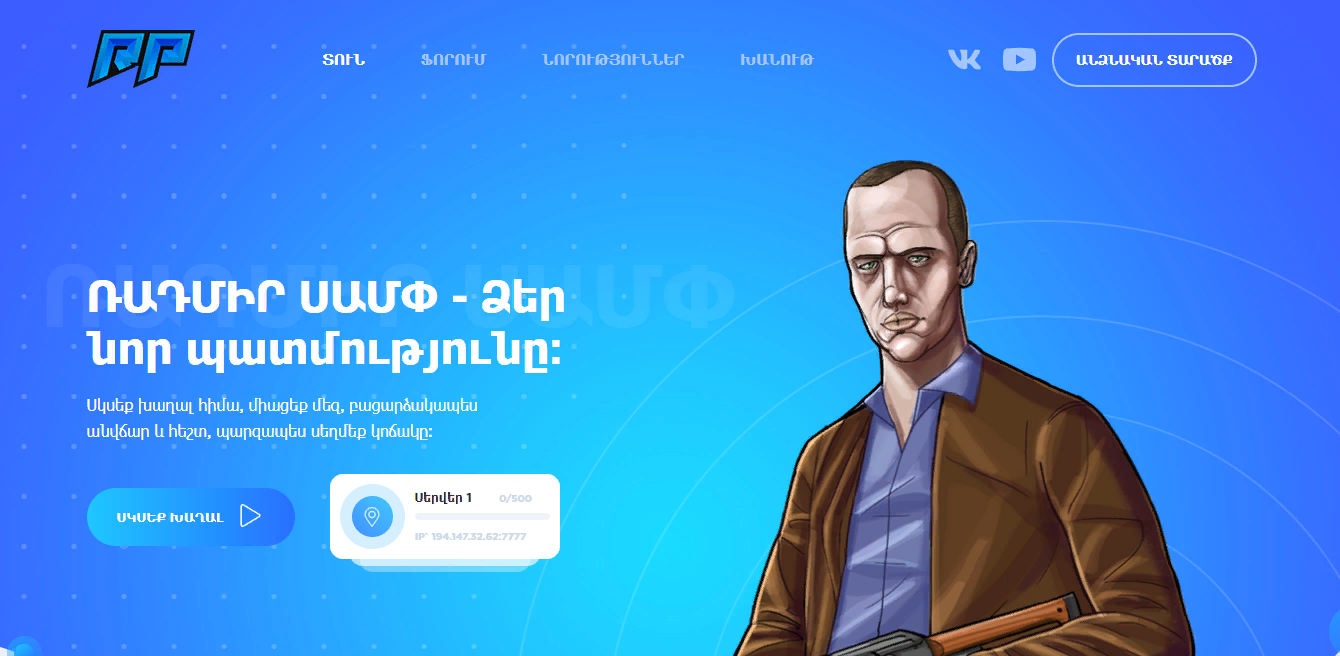 RP
ՏՈՒՆ
ՖՈՐՈՒՄ
ՆՈՐՈՒԹՅՈՒՆՆԵՐ
ԽԱՆՈՒԹ
ԱՆՁՆԱԿԱՆ ՏԱՐԱԾՔ
ՌԱԴՄԻՐ ՍԱՄՓ
ՌԱԴՄԻՐ ՍԱՄՓ - Ձեր
նոր պատմությունը:
Սկսեք խաղալ հիմա, միացեք մեզ, բացարձակապես
անվճար և հեշտ, պարզապես սեղմեք կոճակը:
ՍԿՍԵՔ ԽԱՂԱԼ
Սերվեր 1 0/500
IP՝ 194.147.32.62:7777